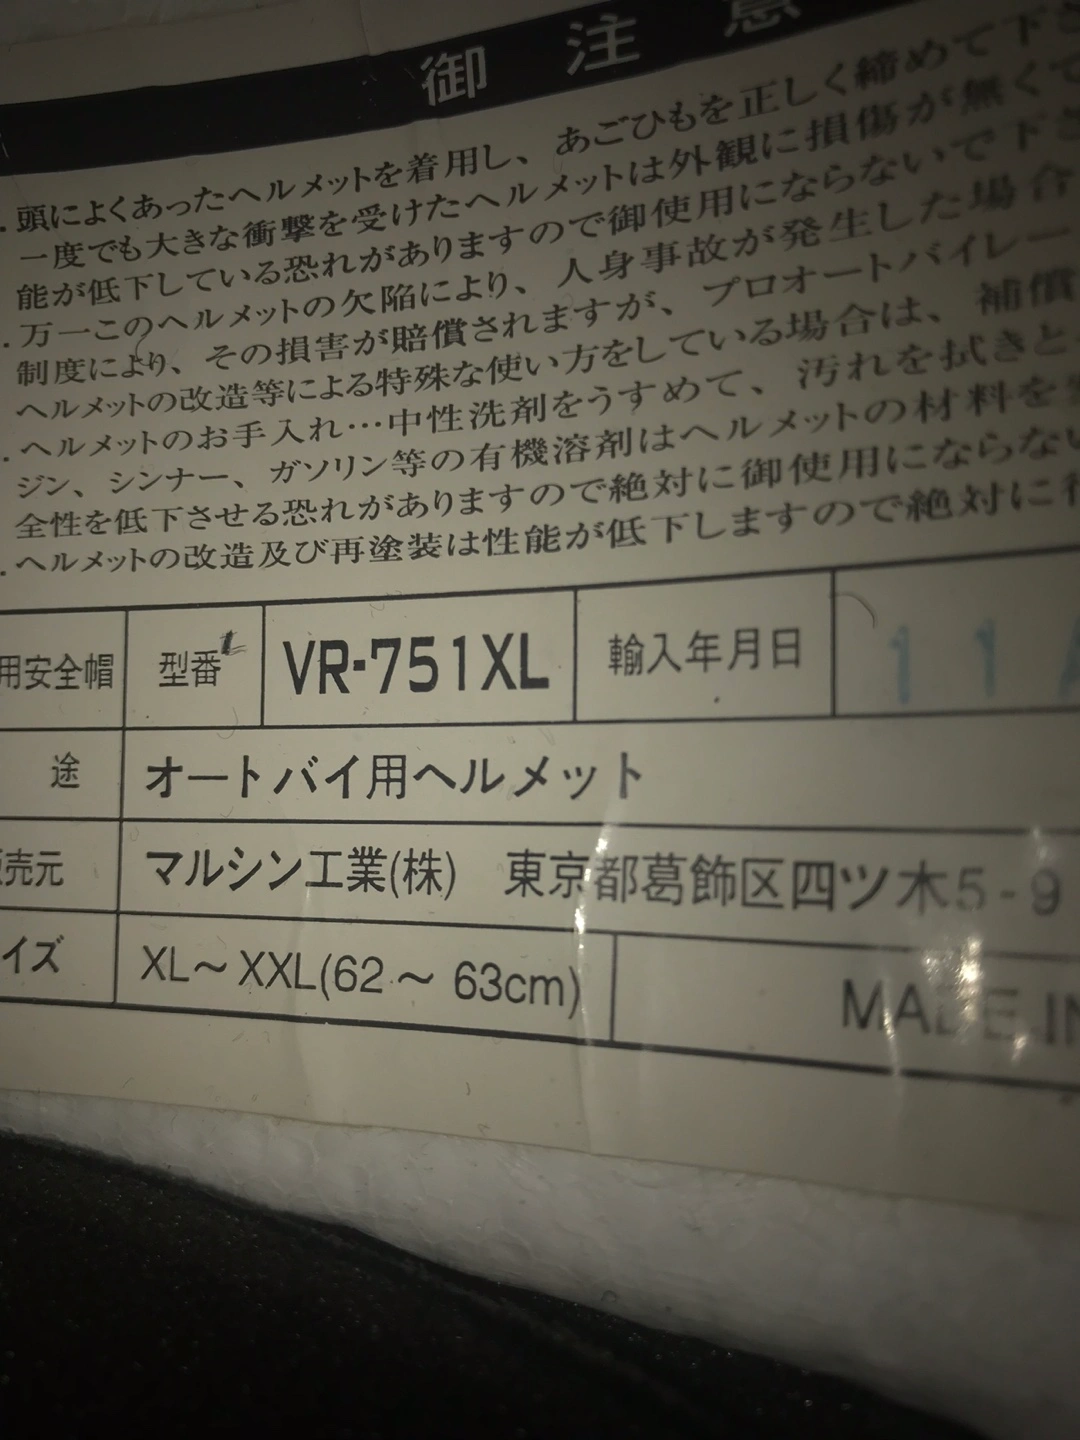 御注意
.頭によくあったヘルメットを着用し、あごひもを正しく締めて下さ
一度でも大きな衝撃を受けたヘルメットは外観に損傷が無くて
能が低下している恐れがありますので御使用にならないで下さ
.万一このヘルメットの欠陥により、人身事故が発生した場合
制度により、その損害が賠償されますが、プロオートバイレー
ヘルメットの改造等による特殊な使い方をしている場合は、補償
.ヘルメットのお手入れ…中性洗剤をうすめて、汚れを拭きと
ジン、シンナー、ガソリン等の有機溶剤はヘルメットの材料を
全性を低下させる恐れがありますので絶対に御使用にならない
.ヘルメットの改造及び再塗装は性能が低下しますので絶対に行
用安全帽 型番 VR-751XL 輸入年月日 11
途 オートバイ用ヘルメット
売元 マルシン工業(株) 東京都葛飾区四ツ木5-9
イズ XL〜XXL(62〜63cm) MADE IN